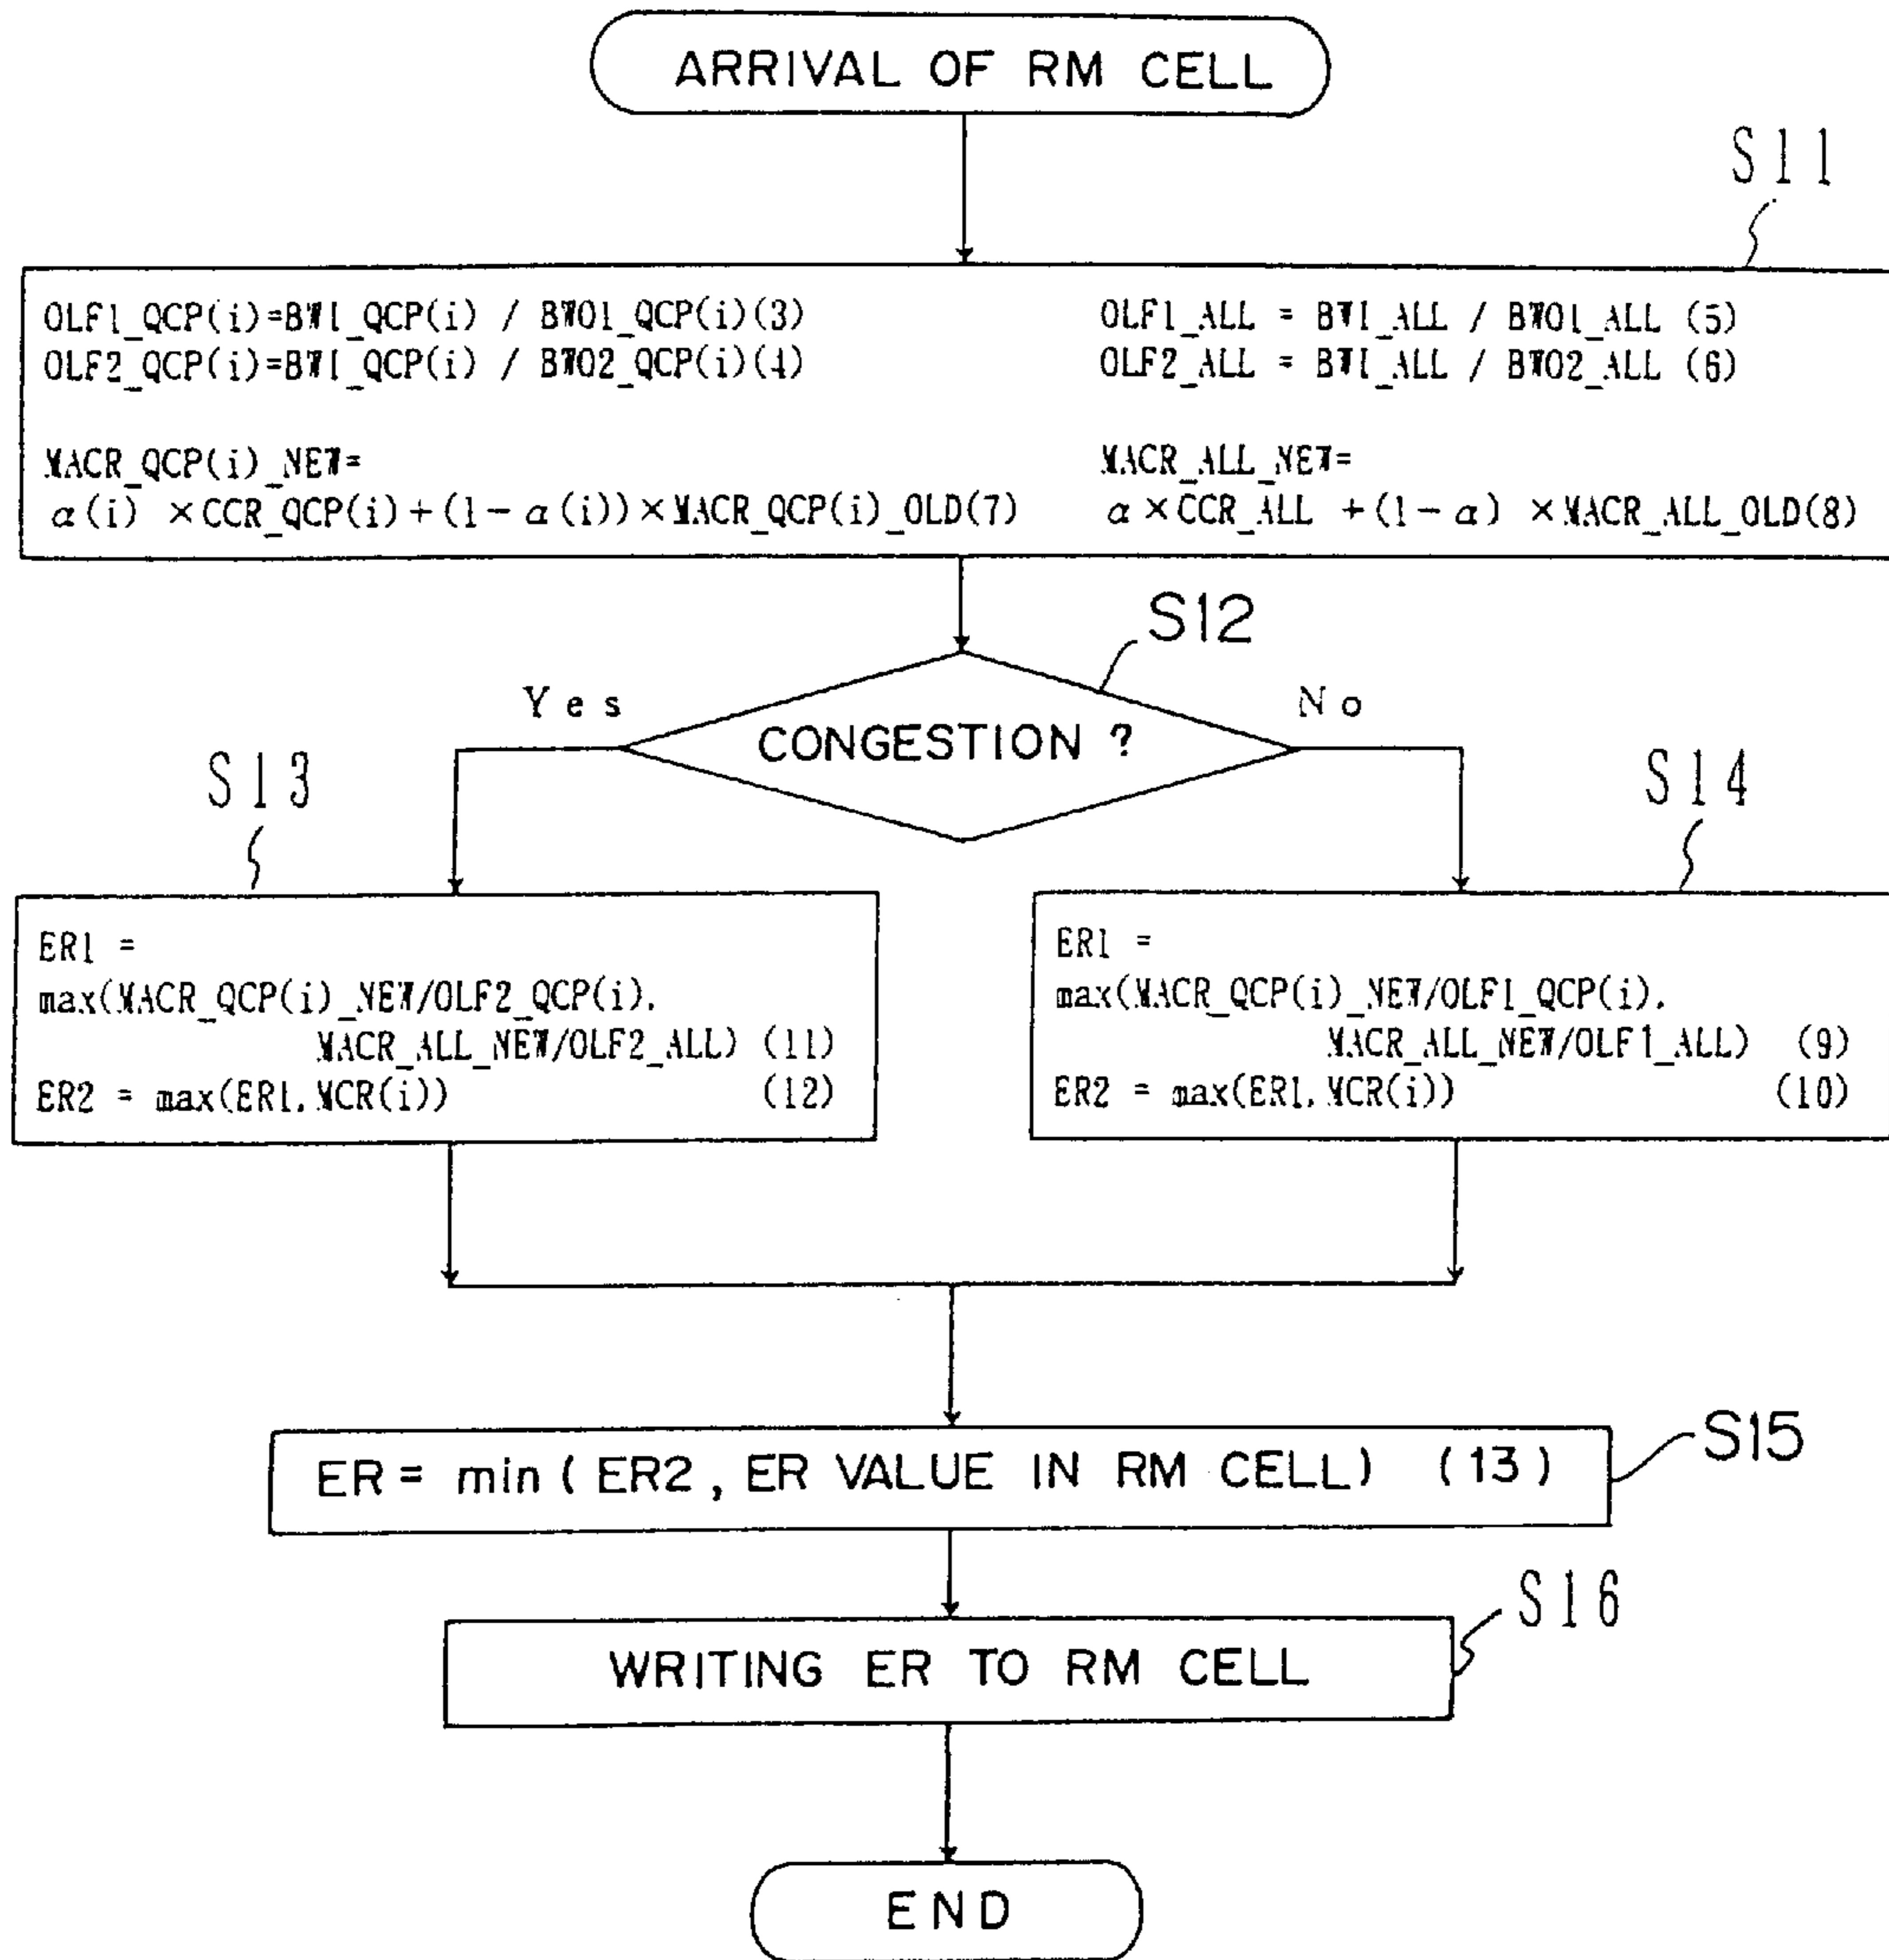 ARRIVAL OF RM CELL
S11
OLF1_QCP(i)=BWI_QCP(i) / BWO1_QCP(i)(3)
OLF2_QCP(i)=BWI_QCP(i) / BWO2_QCP(i)(4)
OLF1_ALL = BWI_ALL / BWO1_ALL (5)
OLF2_ALL = BWI_ALL / BWO2_ALL (6)
MACR_QCP(i)_NEW=
α(i) ×CCR_QCP(i)+(1-α(i))×MACR_QCP(i)_OLD(7)
MACR_ALL_NEW=
α×CCR_ALL +(1-α) ×MACR_ALL_OLD(8)
S12
CONGESTION ?
Yes
No
S13
ER1 =
max(MACR_QCP(i)_NEW/OLF2_QCP(i),
MACR_ALL_NEW/OLF2_ALL) (11)
ER2 = max(ER1, MCR(i)) (12)
S14
ER1 =
max(MACR_QCP(i)_NEW/OLF1_QCP(i),
MACR_ALL_NEW/OLF1_ALL) (9)
ER2 = max(ER1, MCR(i)) (10)
ER = min ( ER2 , ER VALUE IN RM CELL) (13)
S15
S16
WRITING ER TO RM CELL
END